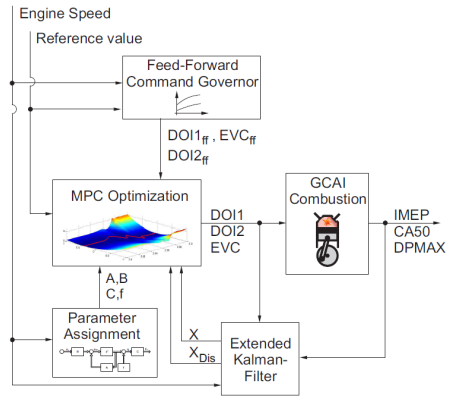 Engine Speed
Reference value
Feed-Forward
Command Governor
DOI1ff , EVCff
DOI2ff
MPC Optimization
GCAI
Combustion
DOI1
DOI2
EVC
IMEP
CA50
DPMAX
A,B
C,f
Parameter
Assignment
X
XDis
Extended
Kalman-
Filter